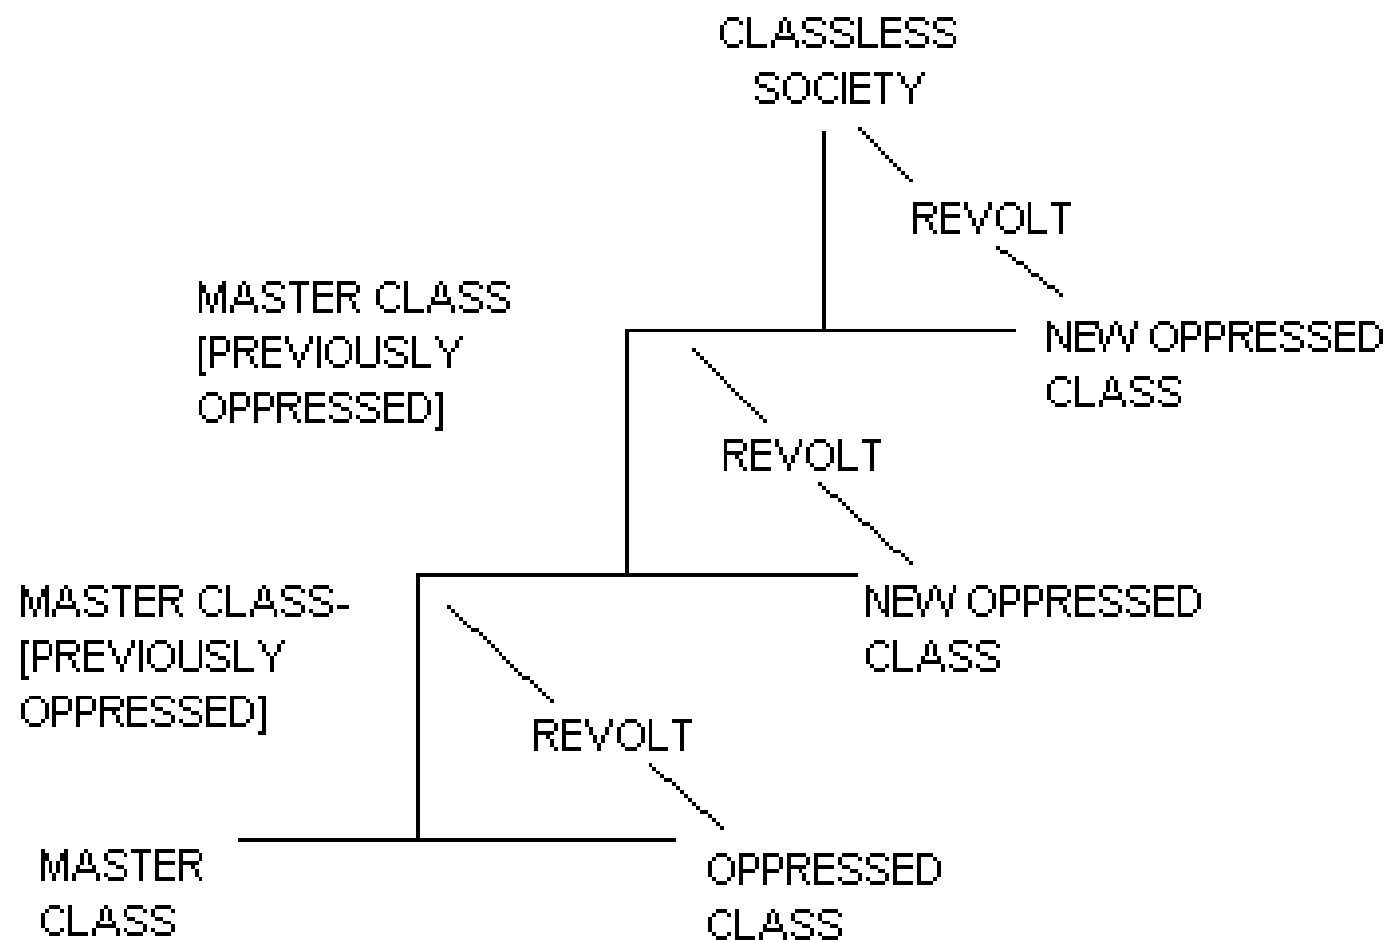 CLASSLESS
SOCIETY
REVOLT
MASTER CLASS
[PREVIOUSLY
OPPRESSED]
NEW OPPRESSED
CLASS
REVOLT
MASTER CLASS-
[PREVIOUSLY
OPPRESSED]
NEW OPPRESSED
CLASS
REVOLT
MASTER
CLASS
OPPRESSED
CLASS